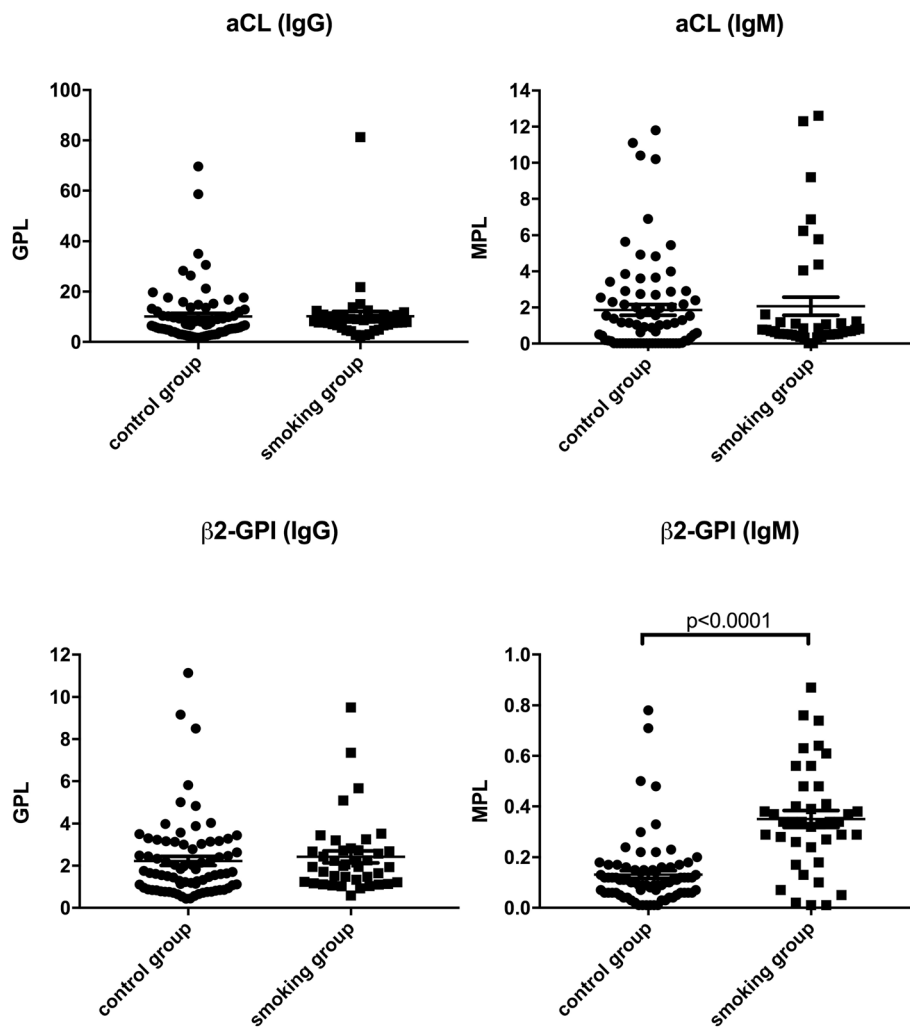 aCL (IgG)
100
80
60
40
20
0
GPL
control group
smoking group
aCL (IgM)
14
12
10
8
6
4
2
0
MPL
control group
smoking group
β2-GPI (IgG)
12
10
8
6
4
2
0
GPL
control group
smoking group
β2-GPI (IgM)
p<0.0001
1.0
0.8
0.6
0.4
0.2
0.0
MPL
control group
smoking group